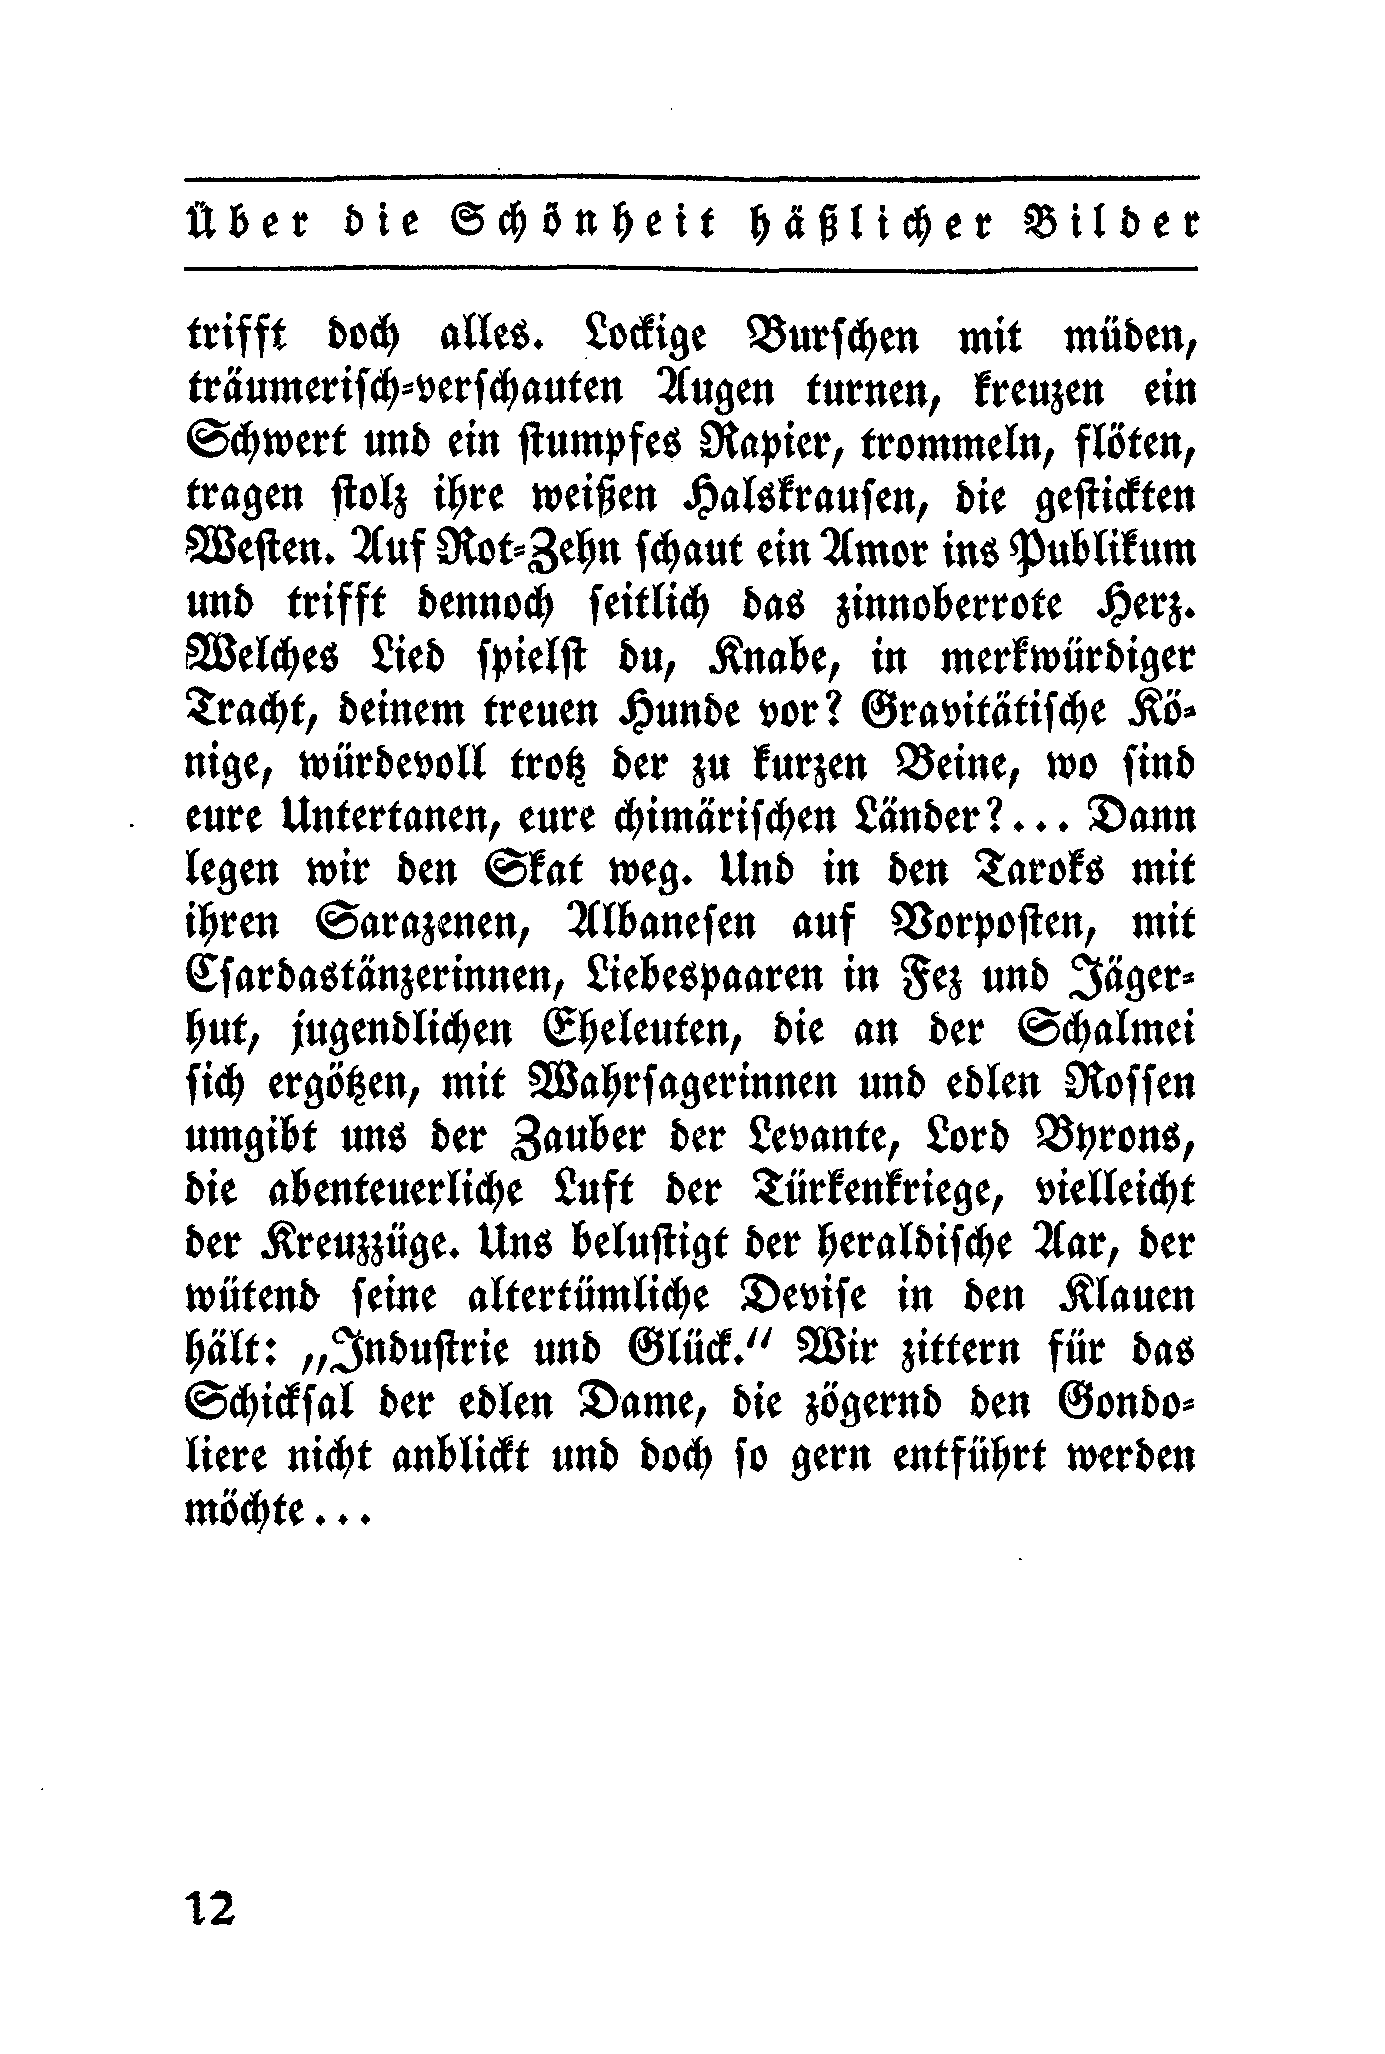 Über die Schönheit häßlicher Bilder
trifft doch alles. Lockige Burschen mit müden,
träumerisch-verschauten Augen turnen, kreuzen ein
Schwert und ein stumpfes Rapier, trommeln, flöten,
tragen stolz ihre weißen Halskrausen, die gestickten
Westen. Auf Rot-Zehn schaut ein Amor ins Publikum
und trifft dennoch seitlich das zinnoberrote Herz.
Welches Lied spielst du, Knabe, in merkwürdiger
Tracht, deinem treuen Hunde vor? Gravitätische Kö-
nige, würdevoll trotz der zu kurzen Beine, wo sind
eure Untertanen, eure chimärischen Länder?... Dann
legen wir den Skat weg. Und in den Taroks mit
ihren Sarazenen, Albanesen auf Vorposten, mit
Csardastänzerinnen, Liebespaaren in Fez und Jäger-
hut, jugendlichen Eheleuten, die an der Schalmei
sich ergötzen, mit Wahrsagerinnen und edlen Rossen
umgibt uns der Zauber der Levante, Lord Byrons,
die abenteuerliche Luft der Türkenkriege, vielleicht
der Kreuzzüge. Uns belustigt der heraldische Aar, der
wütend seine altertümliche Devise in den Klauen
hält: „Industrie und Glück.“ Wir zittern für das
Schicksal der edlen Dame, die zögernd den Gondo-
liere nicht anblickt und doch so gern entführt werden
möchte...
12